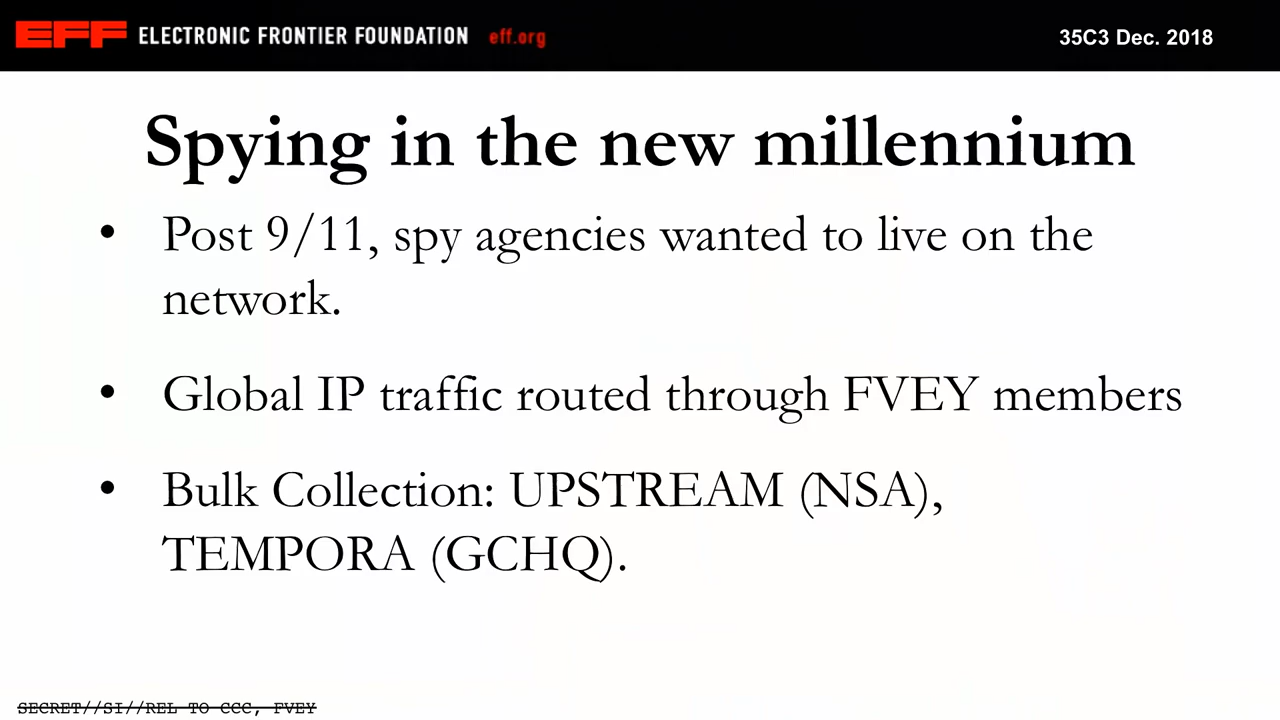 EFF ELECTRONIC FRONTIER FOUNDATION eff.org
35C3 Dec. 2018
Spying in the new millennium
• Post 9/11, spy agencies wanted to live on the
network.
• Global IP traffic routed through FVEY members
• Bulk Collection: UPSTREAM (NSA),
TEMPORA (GCHQ).
SECRET//SI//REL TO CCC, FVEY